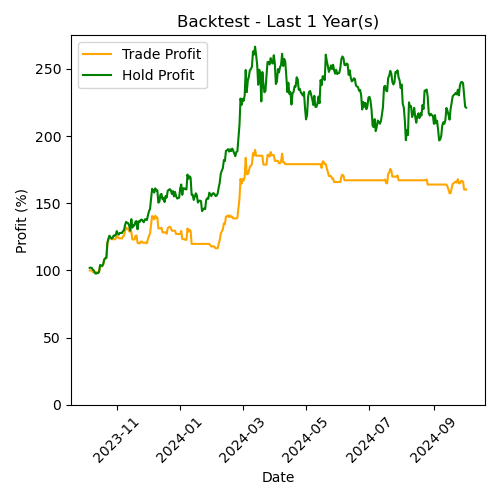 Backtest - Last 1 Year(s)
Trade Profit
Hold Profit
Profit (%)
250
200
150
100
50
0
2023-11
2024-01
2024-03
2024-05
2024-07
2024-09
Date